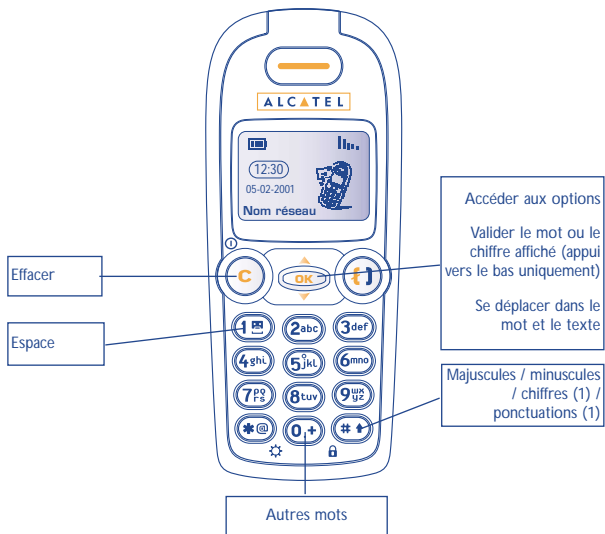 ALCATEL
12:30
05-02-2001
Nom réseau
Accéder aux options
Valider le mot ou le
chiffre affiché (appui
vers le bas uniquement)
Se déplacer dans le
mot et le texte
Effacer
C
OK
Espace
1
2abc
3def
4ghi
5jkl
6mno
7pqrs
8tuv
9wxyz
Majuscules / minuscules
/ chiffres (1) /
ponctuations (1)
*@
0,+
#
Autres mots